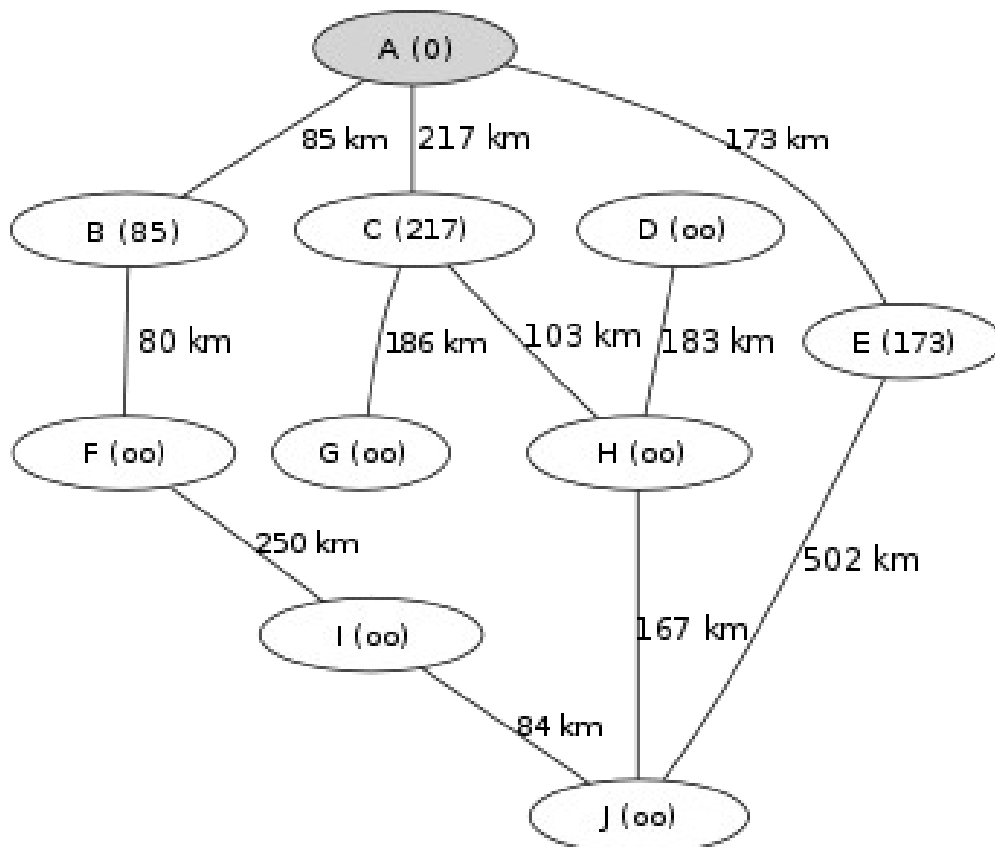 A (0)
85 km
217 km
173 km
B (85)
C (217)
D (oo)
E (173)
80 km
186 km
103 km
183 km
F (oo)
G (oo)
H (oo)
250 km
502 km
I (oo)
167 km
84 km
J (oo)